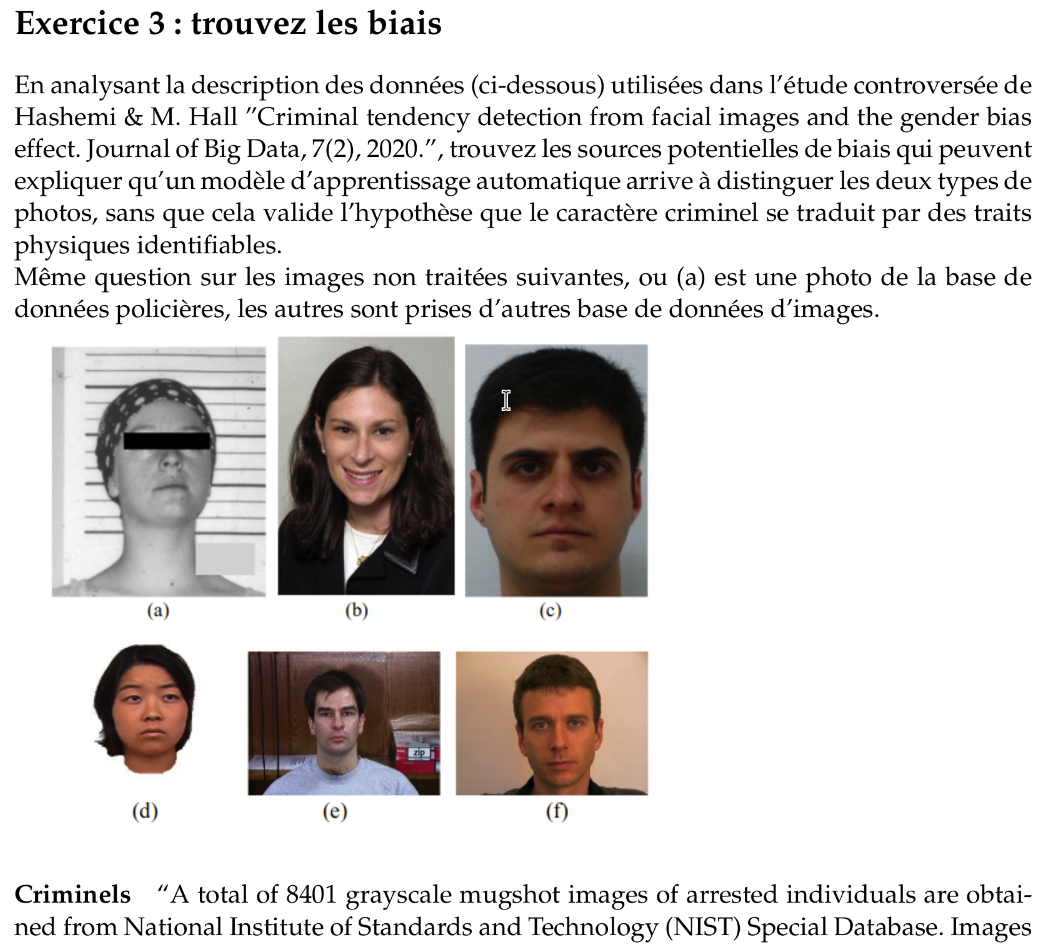 Exercice 3 : trouvez les biais
En analysant la description des données (ci-dessous) utilisées dans l'étude controversée de
Hashemi & M. Hall ”Criminal tendency detection from facial images and the gender bias
effect. Journal of Big Data, 7(2), 2020.”, trouvez les sources potentielles de biais qui peuvent
expliquer qu'un modèle d'apprentissage automatique arrive à distinguer les deux types de
photos, sans que cela valide l'hypothèse que le caractère criminel se traduit par des traits
physiques identifiables.
Même question sur les images non traitées suivantes, ou (a) est une photo de la base de
données policières, les autres sont prises d'autres base de données d'images.
(a)
(b)
(c)
zip
(d)
(e)
(f)
Criminels “A total of 8401 grayscale mugshot images of arrested individuals are obtai-
ned from National Institute of Standards and Technology (NIST) Special Database. Images